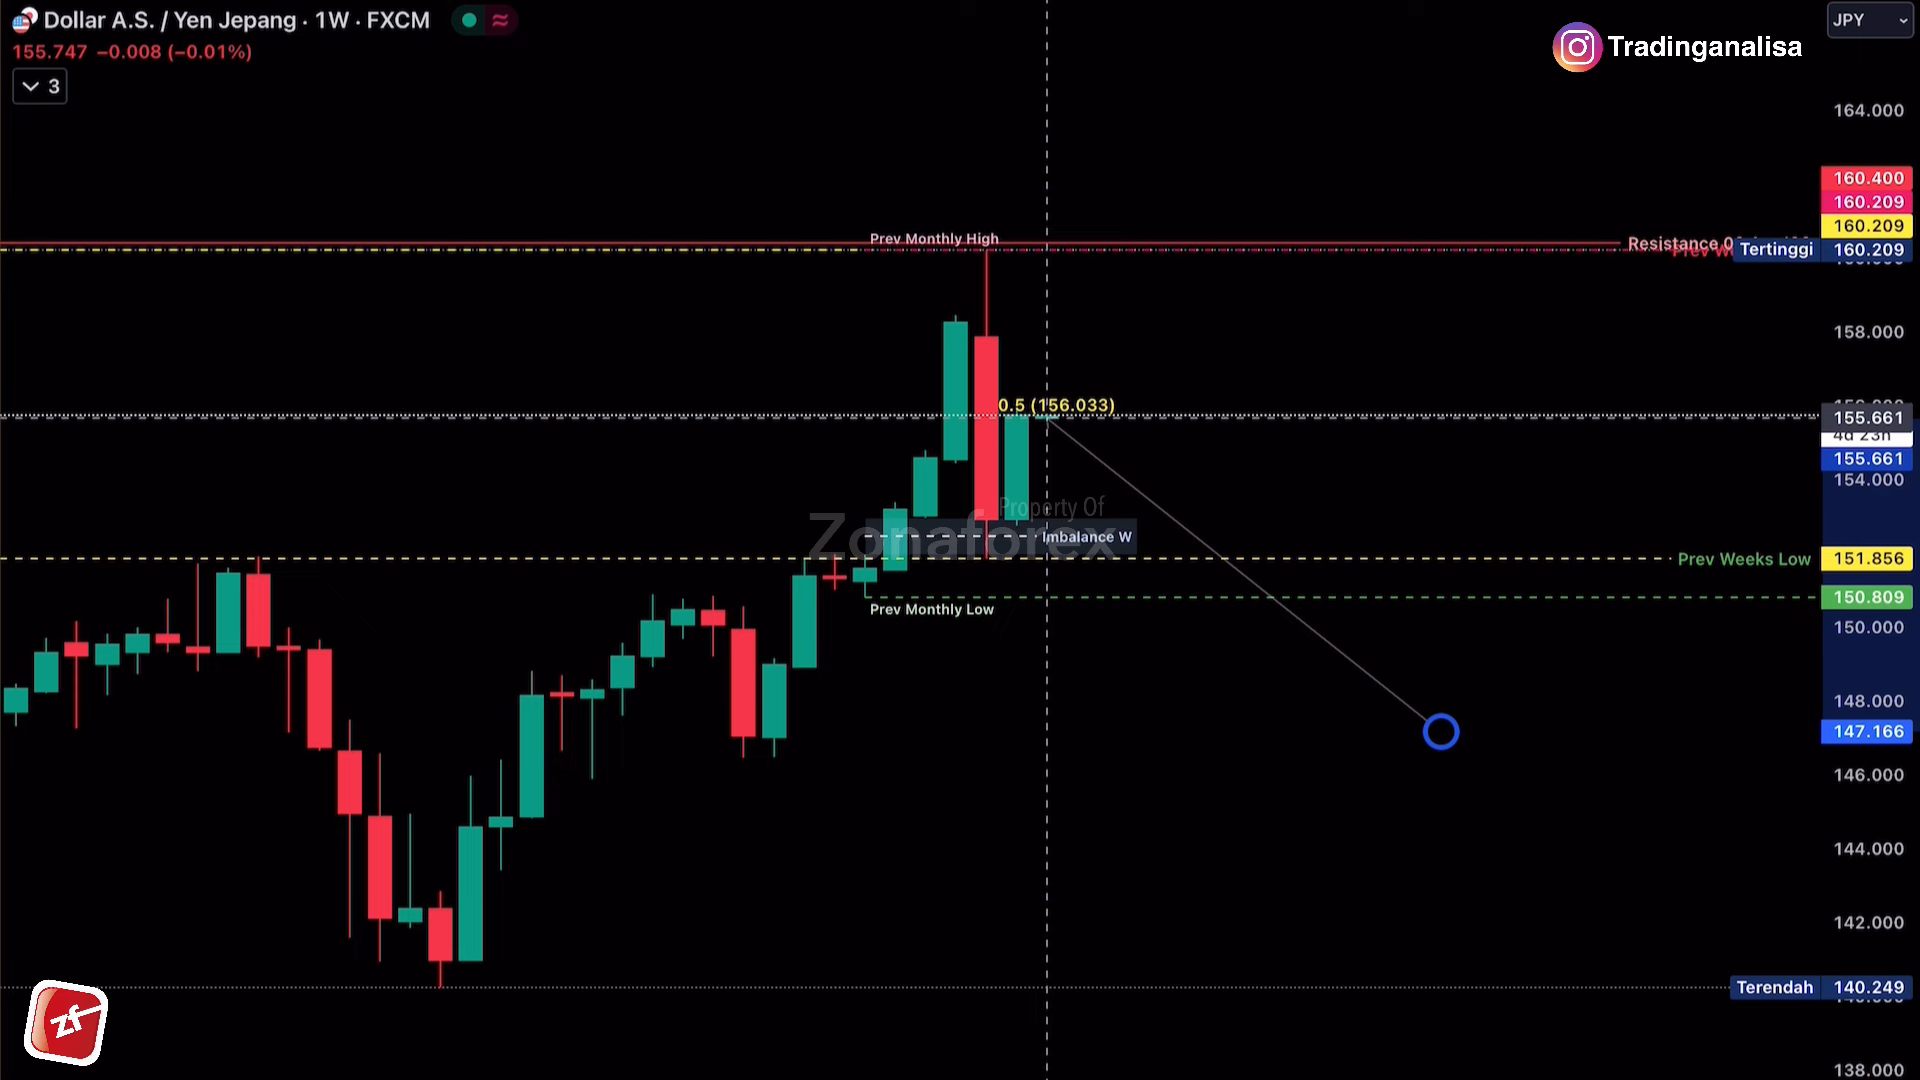 Dollar A.S. / Yen Jepang · 1W · FXCM
155.747 −0.008 (−0.01%)
3
Tradinganalisa
JPY
164.000
160.400
160.209
160.209
Prev Monthly High
Resistance
Tertinggi 160.209
158.000
0.5 (156.033)
155.661
4d 23h
155.661
154.000
Property Of
Zonaforex
Imbalance W
Prev Weeks Low 151.856
150.809
Prev Monthly Low
150.000
148.000
147.166
146.000
144.000
142.000
Terendah 140.249
138.000
zf